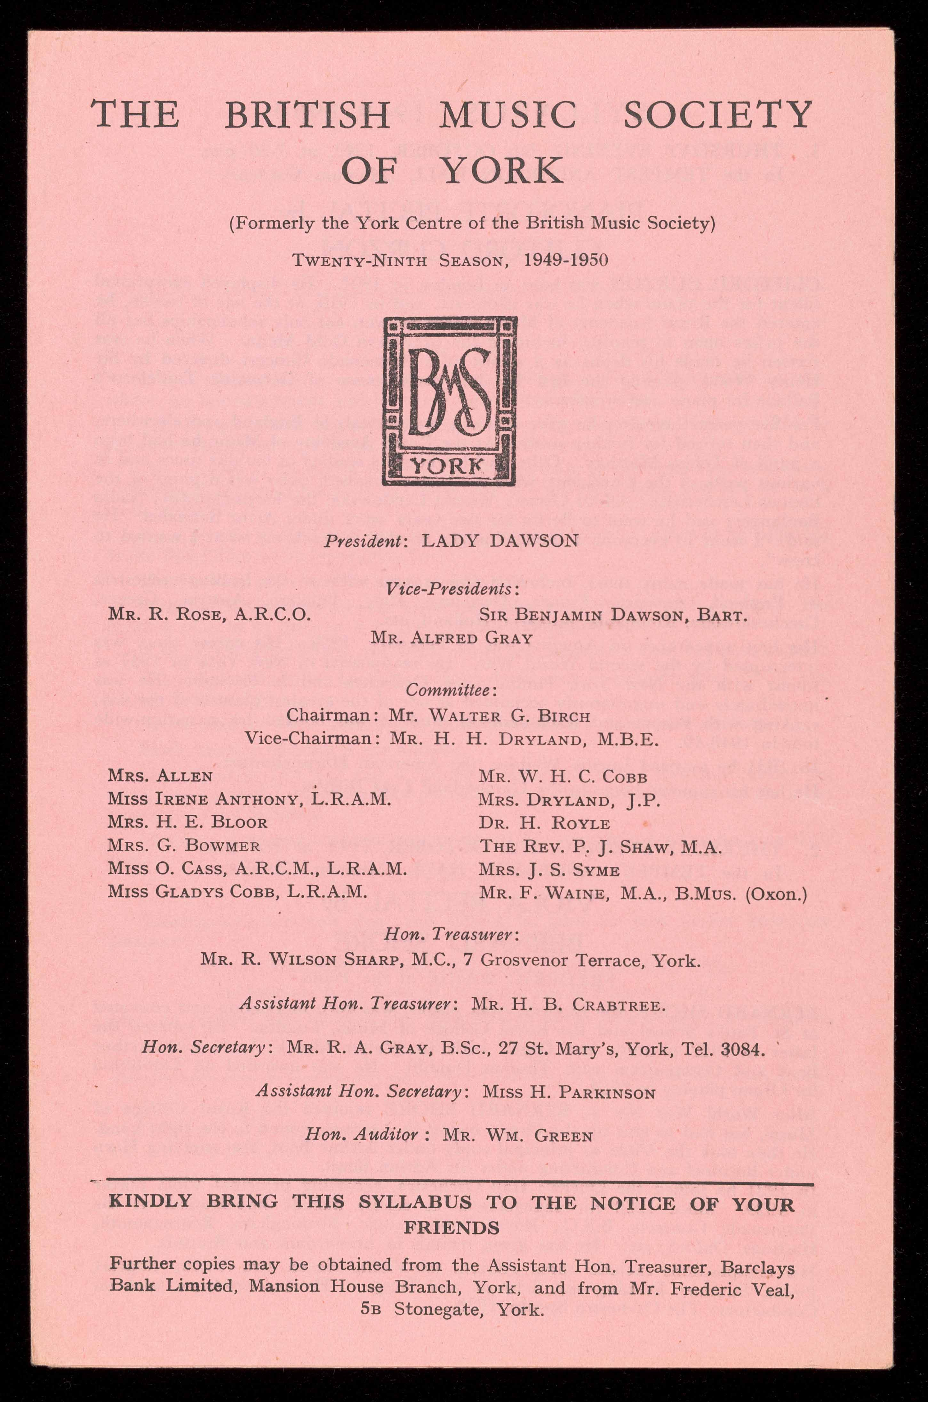 THE BRITISH MUSIC SOCIETY
OF YORK
(Formerly the York Centre of the British Music Society)
TWENTY-NINTH SEASON, 1949-1950
BMS
YORK
President: LADY DAWSON
Vice-Presidents:
MR. R. ROSE, A.R.C.O. SIR BENJAMIN DAWSON, BART.
MR. ALFRED GRAY
Committee:
Chairman: Mr. WALTER G. BIRCH
Vice-Chairman: MR. H. H. DRYLAND, M.B.E.
MRS. ALLEN
MISS IRENE ANTHONY, L.R.A.M.
MRS. H. E. BLOOR
MRS. G. BOWMER
MISS O. CASS, A.R.C.M., L.R.A.M.
MISS GLADYS COBB, L.R.A.M.
MR. W. H. C. COBB
MRS. DRYLAND, J.P.
DR. H. ROYLE
THE REV. P. J. SHAW, M.A.
MRS. J. S. SYME
MR. F. WAINE, M.A., B.MUS. (Oxon.)
Hon. Treasurer:
MR. R. WILSON SHARP, M.C., 7 Grosvenor Terrace, York.
Assistant Hon. Treasurer: MR. H. B. CRABTREE.
Hon. Secretary: MR. R. A. GRAY, B.Sc., 27 St. Mary's, York, Tel. 3084.
Assistant Hon. Secretary: MISS H. PARKINSON
Hon. Auditor : MR. WM. GREEN
KINDLY BRING THIS SYLLABUS TO THE NOTICE OF YOUR
FRIENDS
Further copies may be obtained from the Assistant Hon. Treasurer, Barclays
Bank Limited, Mansion House Branch, York, and from Mr. Frederic Veal,
5B Stonegate, York.